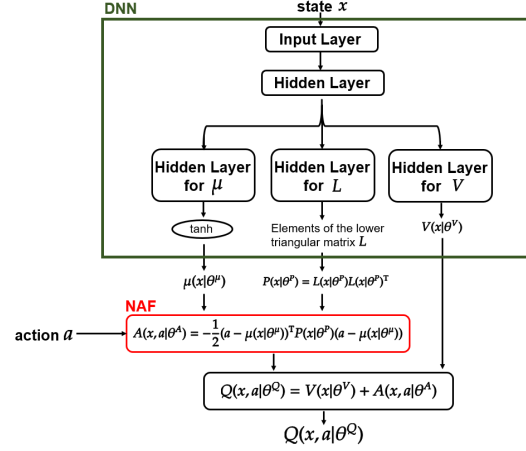 DNN
state x
Input Layer
Hidden Layer
Hidden Layer
for μ
Hidden Layer
for L
Hidden Layer
for V
tanh
Elements of the lower
triangular matrix L
V(x|θ^V)
μ(x|θ^μ)
P(x|θ^P) = L(x|θ^P)L(x|θ^P)^T
NAF
action a
A(x, a|θ^A) = −1/2(a − μ(x|θ^μ))^T P(x|θ^P)(a − μ(x|θ^μ))
Q(x, a|θ^Q) = V(x|θ^V) + A(x, a|θ^A)
Q(x, a|θ^Q)